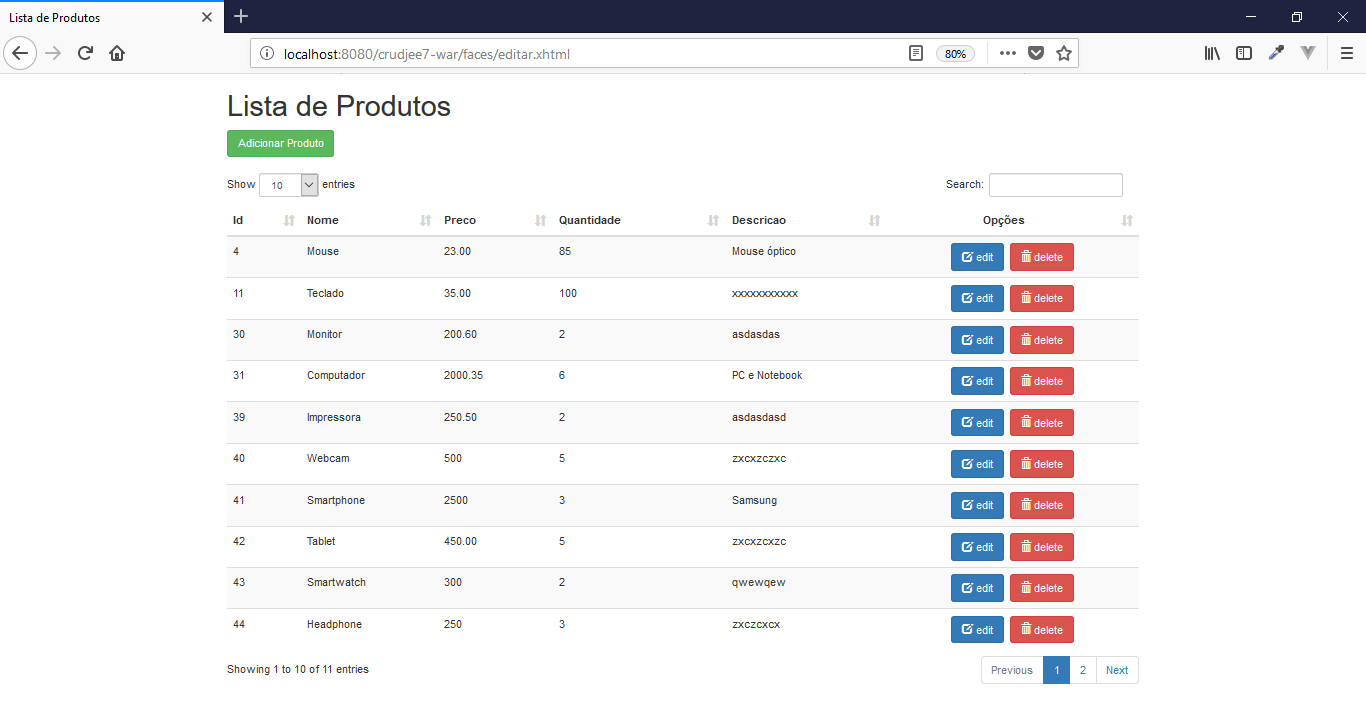 Lista de Produtos
localhost:8080/crudjee7-war/faces/editar.xhtml
80%
Lista de Produtos
Adicionar Produto
Show 10 entries
Search:
Id Nome Preco Quantidade Descricao Opções
4 Mouse 23.00 85 Mouse óptico edit delete
11 Teclado 35.00 100 xxxxxxxxxxx edit delete
30 Monitor 200.60 2 asdasdas edit delete
31 Computador 2000.35 6 PC e Notebook edit delete
39 Impressora 250.50 2 asdasdasd edit delete
40 Webcam 500 5 zxcxzczxc edit delete
41 Smartphone 2500 3 Samsung edit delete
42 Tablet 450.00 5 zxcxzcxzc edit delete
43 Smartwatch 300 2 qwewqew edit delete
44 Headphone 250 3 zxczcxcx edit delete
Showing 1 to 10 of 11 entries
Previous 1 2 Next